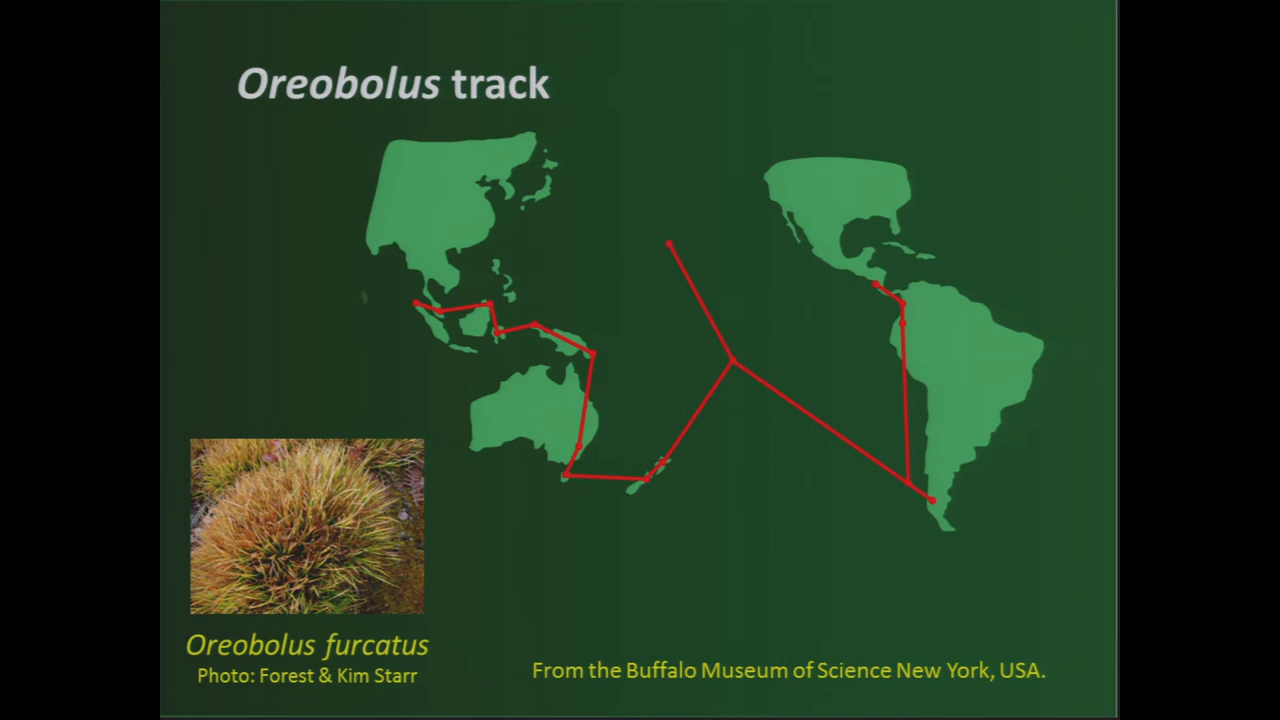 Oreobolus track
Oreobolus furcatus
Photo: Forest & Kim Starr
From the Buffalo Museum of Science New York, USA.